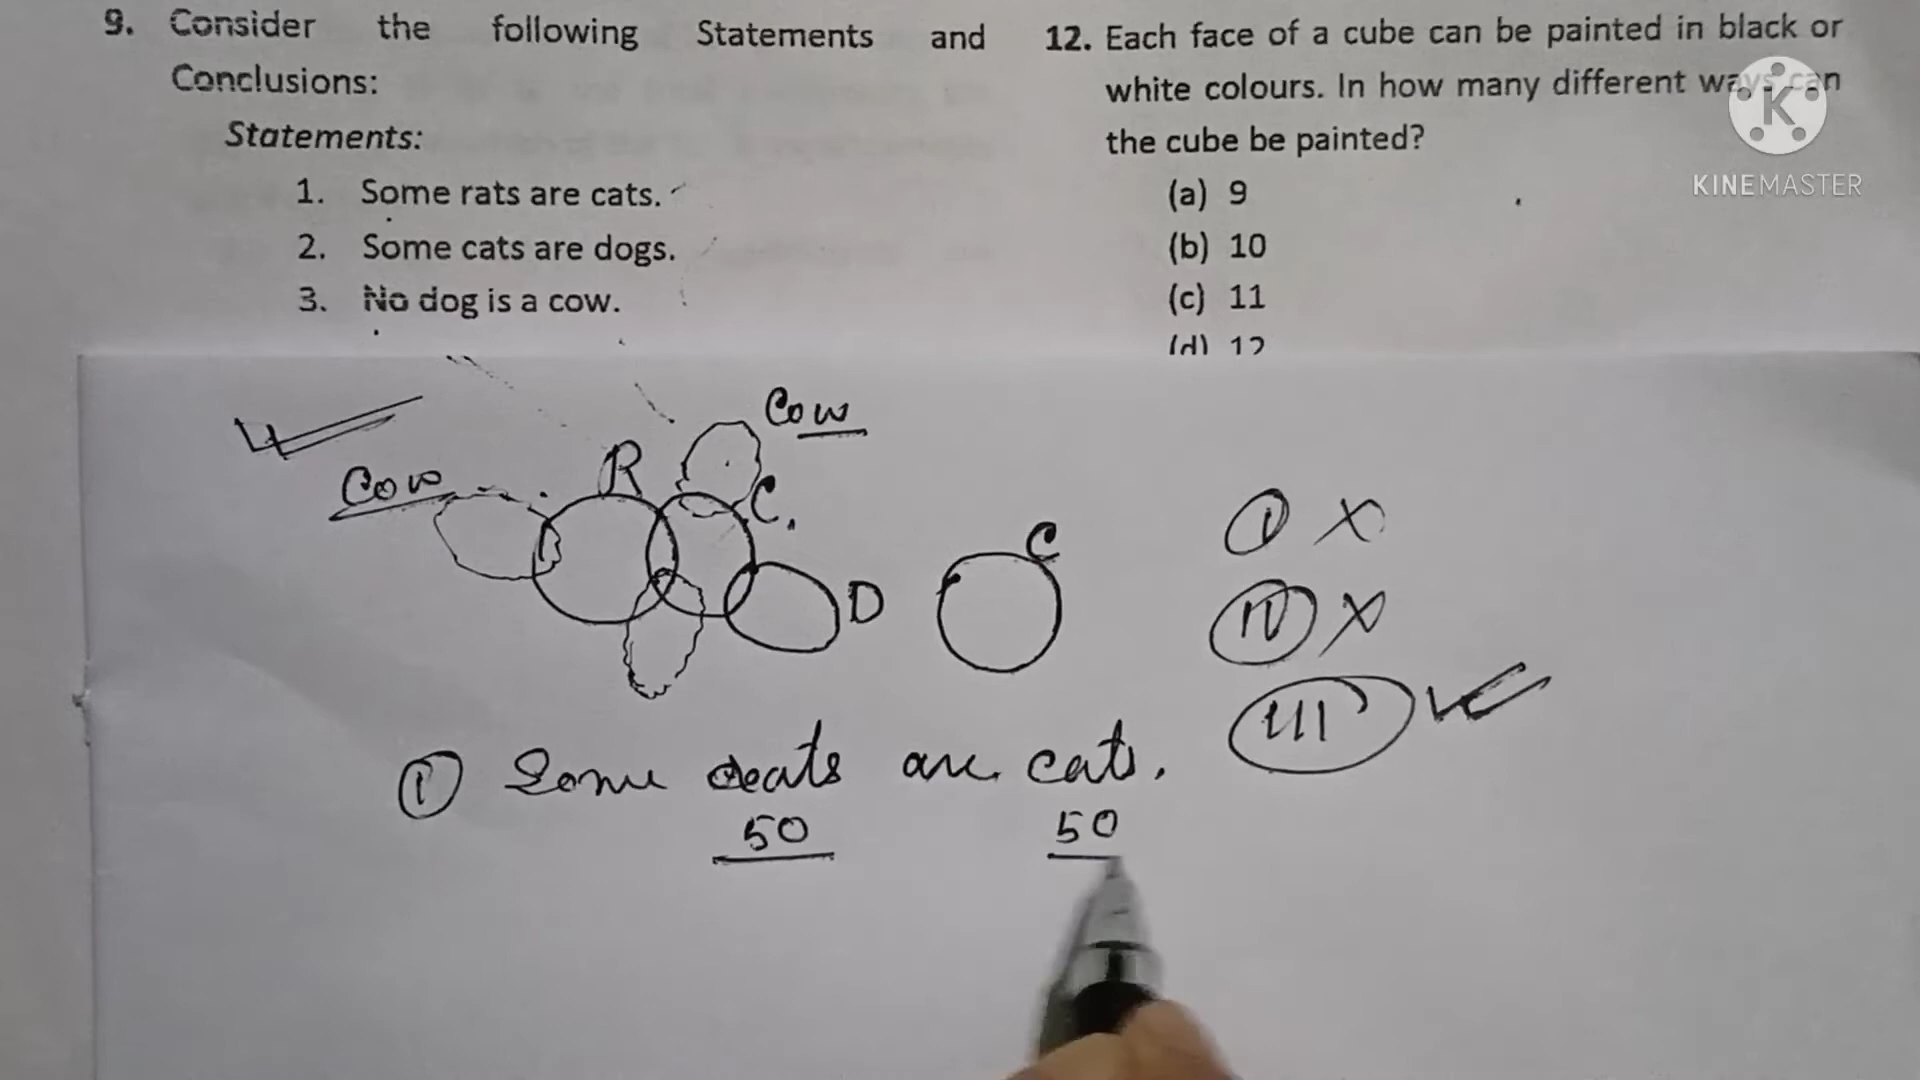 9. Consider the following Statements and
Conclusions:
Statements:
1. Some rats are cats.
2. Some cats are dogs.
3. No dog is a cow.
12. Each face of a cube can be painted in black or
white colours. In how many different ways can
the cube be painted?
(a) 9
(b) 10
(c) 11
(d) 12
K
KINEMASTER
Cow
Cow
R
C
D
C
I X
IV X
III
I Some are cats.
50 50